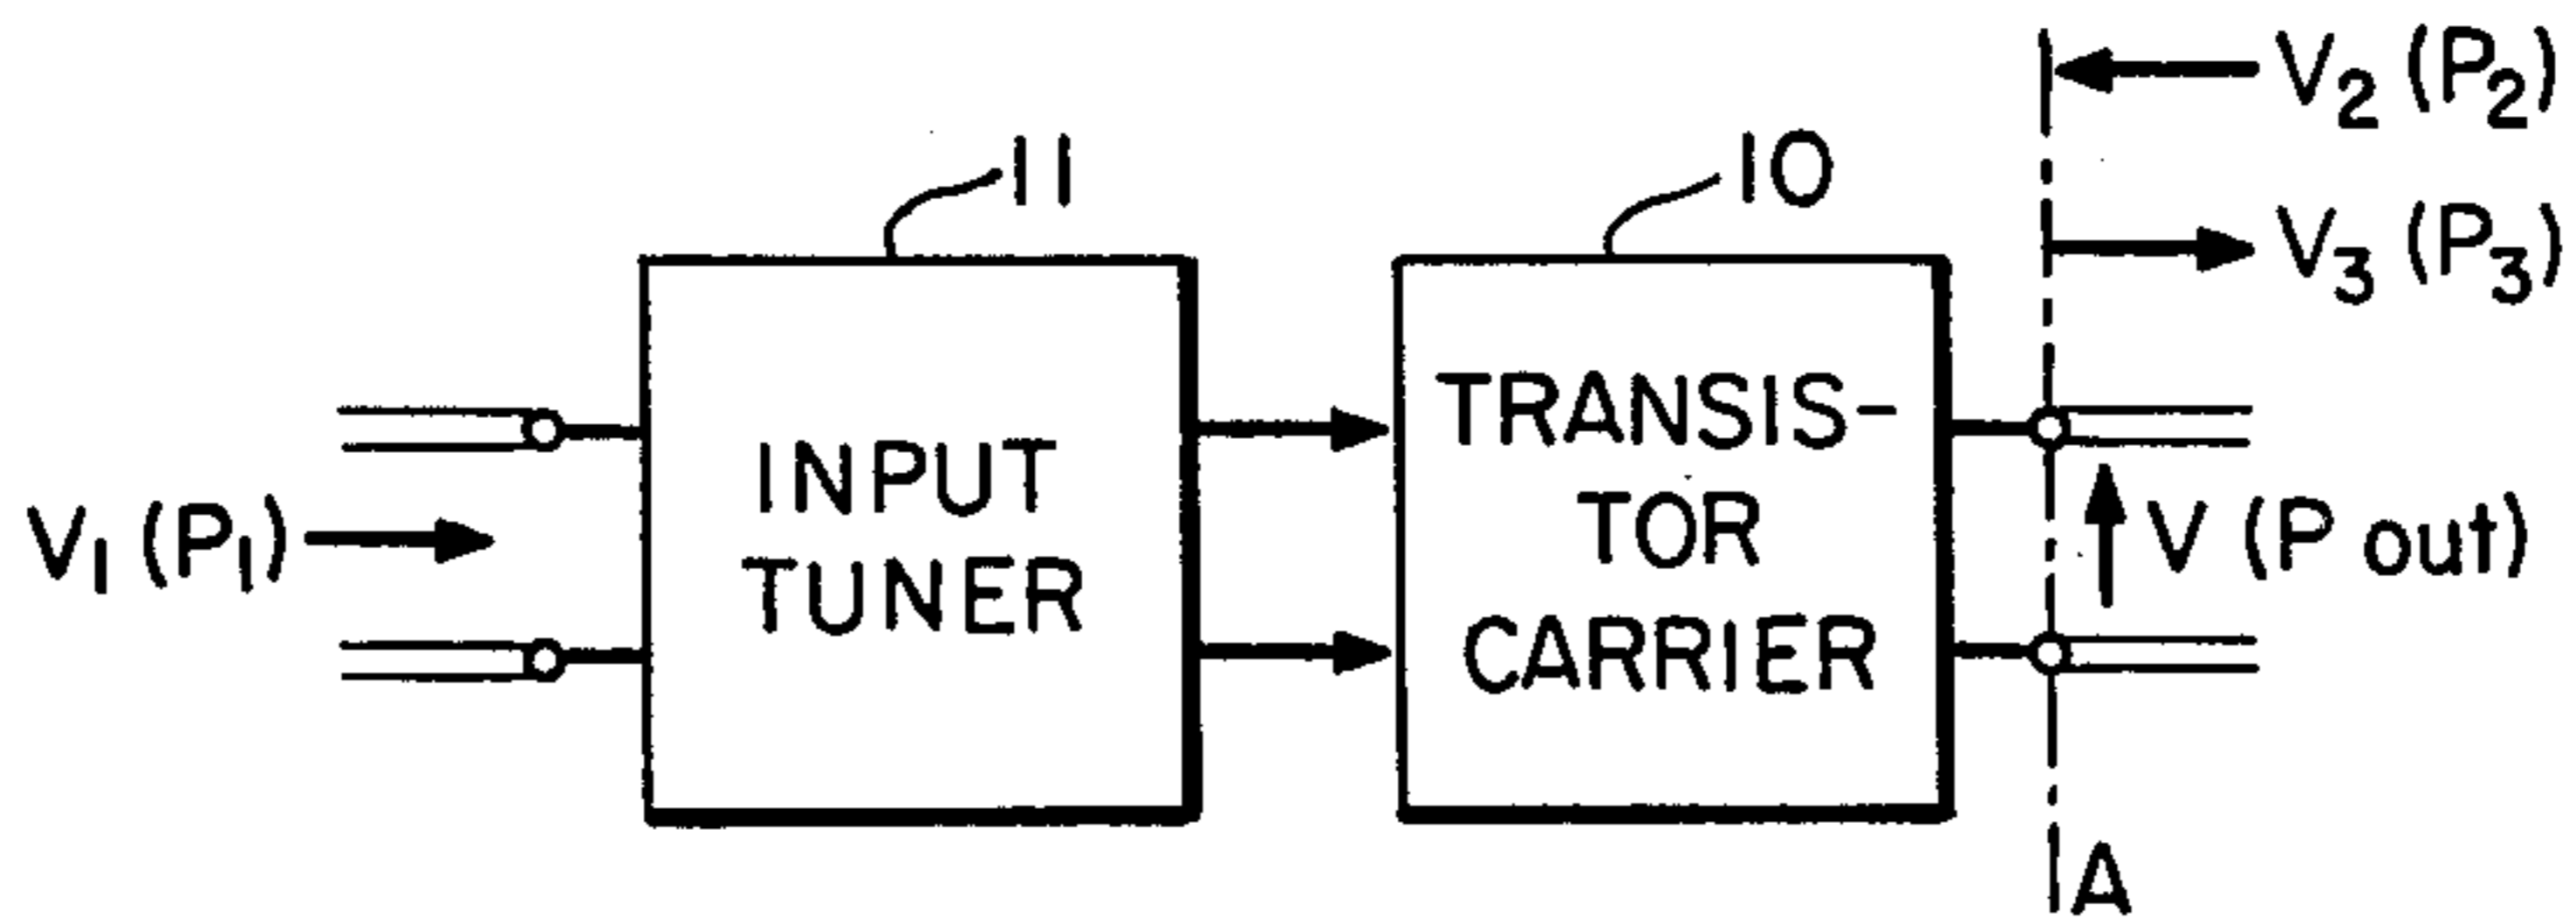 V₂ (P₂)
V₃ (P₃)
11
10
V₁ (P₁)
INPUT
TUNER
TRANSIS-
TOR
CARRIER
V (P out)
A